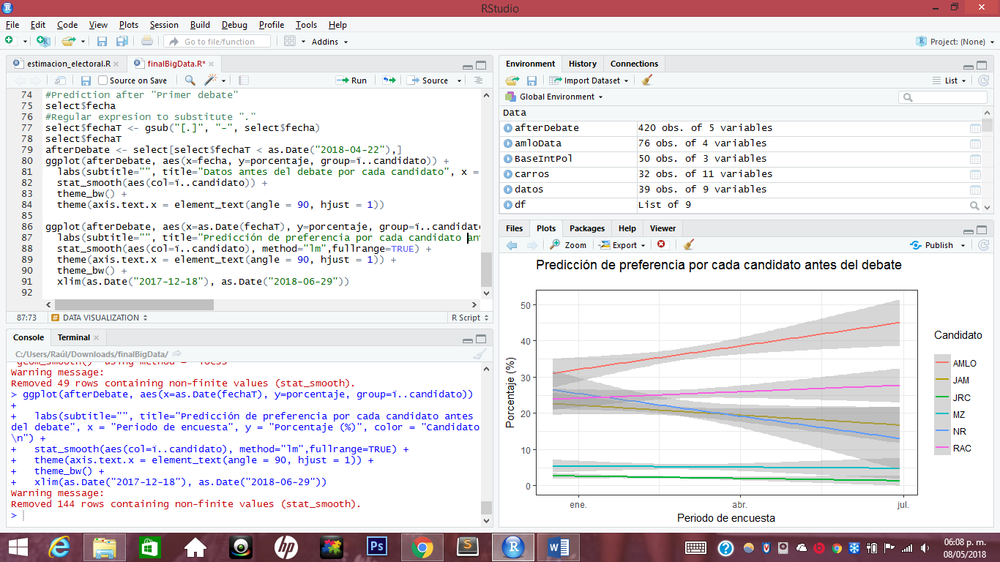 RStudio
File Edit Code View Plots Session Build Debug Profile Tools Help
Go to file/function Addins Project: (None)
estimacion_electoral.R finalBigData.R*
Source on Save Run Source
74 #Prediction after "Primer debate"
75 select$fecha
76 #Regular expresion to substitute "."
77 select$fechaT <- gsub("[.]", "-", select$fecha)
78 select$fechaT
79 afterDebate <- select[select$fechaT < as.Date("2018-04-22"),]
80 ggplot(afterDebate, aes(x=fecha, y=porcentaje, group=ï..candidato)) +
81 labs(subtitle="", title="Datos antes del debate por cada candidato", x =
82 stat_smooth(aes(col=ï..candidato)) +
83 theme_bw() +
84 theme(axis.text.x = element_text(angle = 90, hjust = 1))
85
86 ggplot(afterDebate, aes(x=as.Date(fechaT), y=porcentaje, group=ï..candidato
87 labs(subtitle="", title="Predicción de preferencia por cada candidato ant
88 stat_smooth(aes(col=ï..candidato), method="lm",fullrange=TRUE) +
89 theme(axis.text.x = element_text(angle = 90, hjust = 1)) +
90 theme_bw() +
91 xlim(as.Date("2017-12-18"), as.Date("2018-06-29"))
92
87:73 # DATA VISUALIZATION R Script
Console Terminal
C:/Users/Raúl/Downloads/finalBigData/
Warning message:
Removed 49 rows containing non-finite values (stat_smooth).
> ggplot(afterDebate, aes(x=as.Date(fechaT), y=porcentaje, group=ï..candidato))
+
+ labs(subtitle="", title="Predicción de preferencia por cada candidato antes
del debate", x = "Periodo de encuesta", y = "Porcentaje (%)", color = "Candidato
\n") +
+ stat_smooth(aes(col=ï..candidato), method="lm",fullrange=TRUE) +
+ theme(axis.text.x = element_text(angle = 90, hjust = 1)) +
+ theme_bw() +
+ xlim(as.Date("2017-12-18"), as.Date("2018-06-29"))
Warning message:
Removed 144 rows containing non-finite values (stat_smooth).
>
Environment History Connections
Import Dataset List
Global Environment
Data
afterDebate 420 obs. of 5 variables
amloData 76 obs. of 4 variables
BaseIntPol 50 obs. of 3 variables
carros 32 obs. of 11 variables
datos 39 obs. of 9 variables
df List of 9
Files Plots Packages Help Viewer
Zoom Export Publish
Predicción de preferencia por cada candidato antes del debate
Porcentaje (%)
50
40
30
20
10
0
ene. abr. jul.
Periodo de encuesta
Candidato
AMLO
JAM
JRC
MZ
NR
RAC
hp Ps S R W
06:08 p. m.
08/05/2018